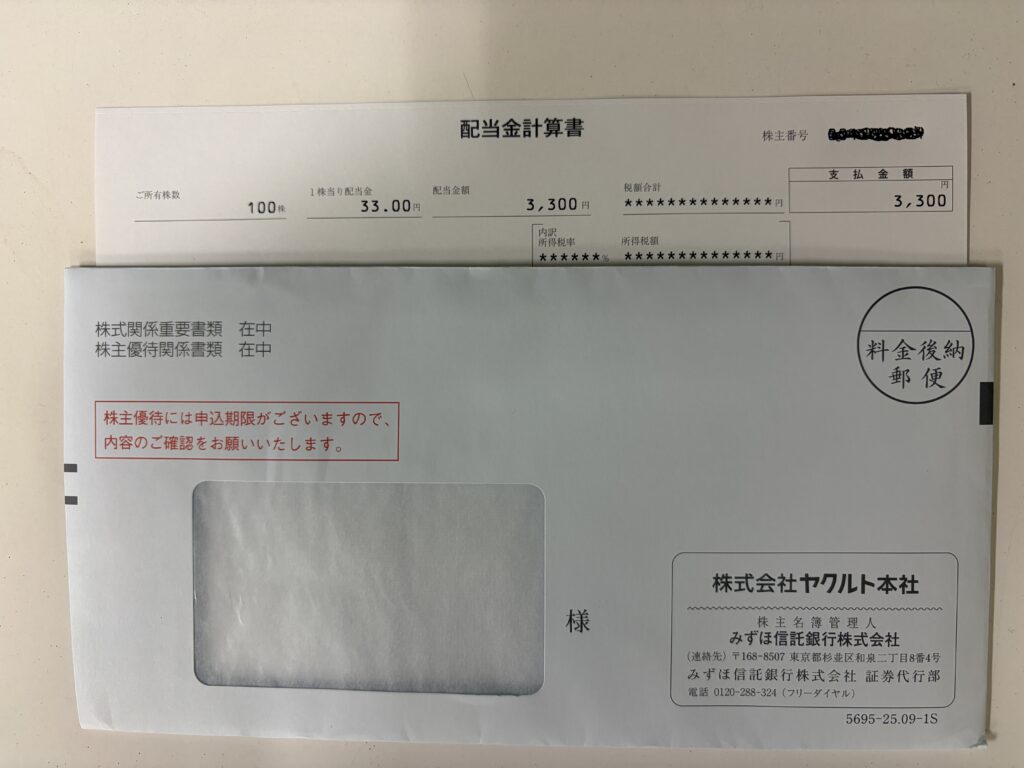 配当金計算書
株主番号
ご所有株数
100株
1株当り配当金
33.00円
配当金額
3,300円
税額合計
**************円
支払金額
円
3,300
内訳
所得税率
******%
所得税額
**************円
株式関係重要書類 在中
株主優待関係書類 在中
料金後納
郵便
株主優待には申込期限がございますので、
内容のご確認をお願いいたします。
様
株式会社ヤクルト本社
株主名簿管理人
みずほ信託銀行株式会社
(連絡先)〒168-8507 東京都杉並区和泉二丁目8番4号
みずほ信託銀行株式会社 証券代行部
電話 0120-288-324(フリーダイヤル)
5695-25.09-1S